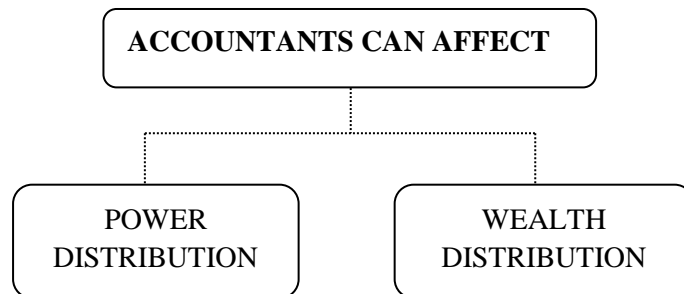 ACCOUNTANTS CAN AFFECT
POWER
DISTRIBUTION
WEALTH
DISTRIBUTION